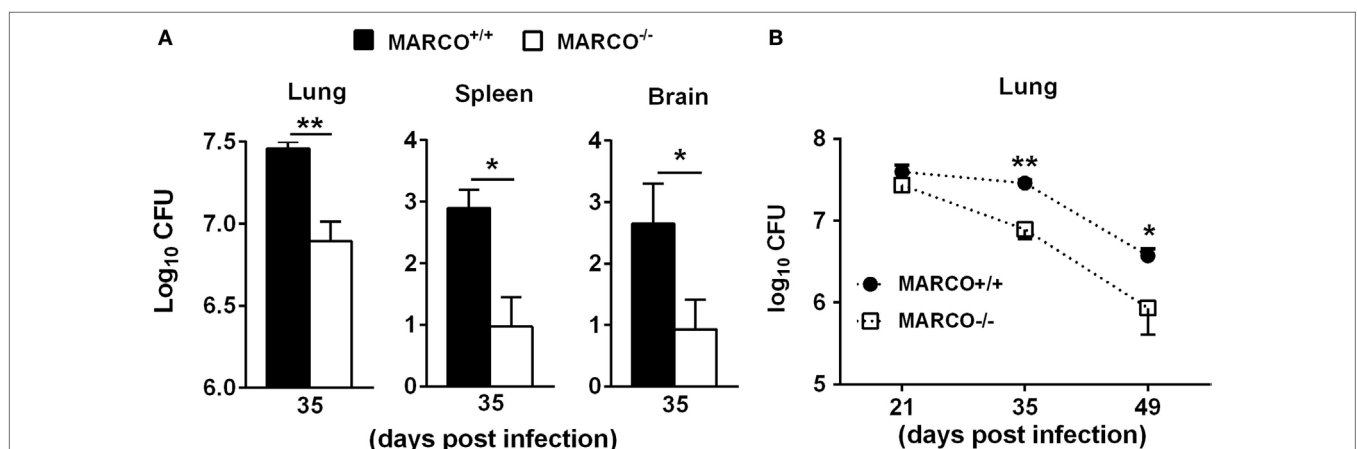 A
MARCO+/+ MARCO-/-
Lung
Spleen
Brain
Log10 CFU
7.5
7.0
6.5
6.0
**
35
4
3
2
1
0
*
35
4
3
2
1
0
*
35
(days post infection)
B
Lung
log10 CFU
8
7
6
5
**
*
MARCO+/+
MARCO-/-
21
35
49
(days post infection)